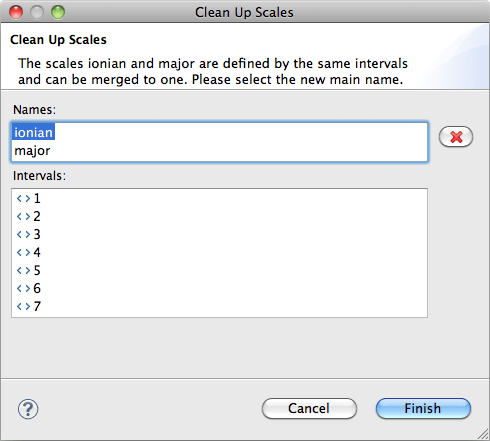 Clean Up Scales
Clean Up Scales
The scales ionian and major are defined by the same intervals
and can be merged to one. Please select the new main name.
Names:
ionian
major
Intervals:
<> 1
<> 2
<> 3
<> 4
<> 5
<> 6
<> 7
?
Cancel
Finish